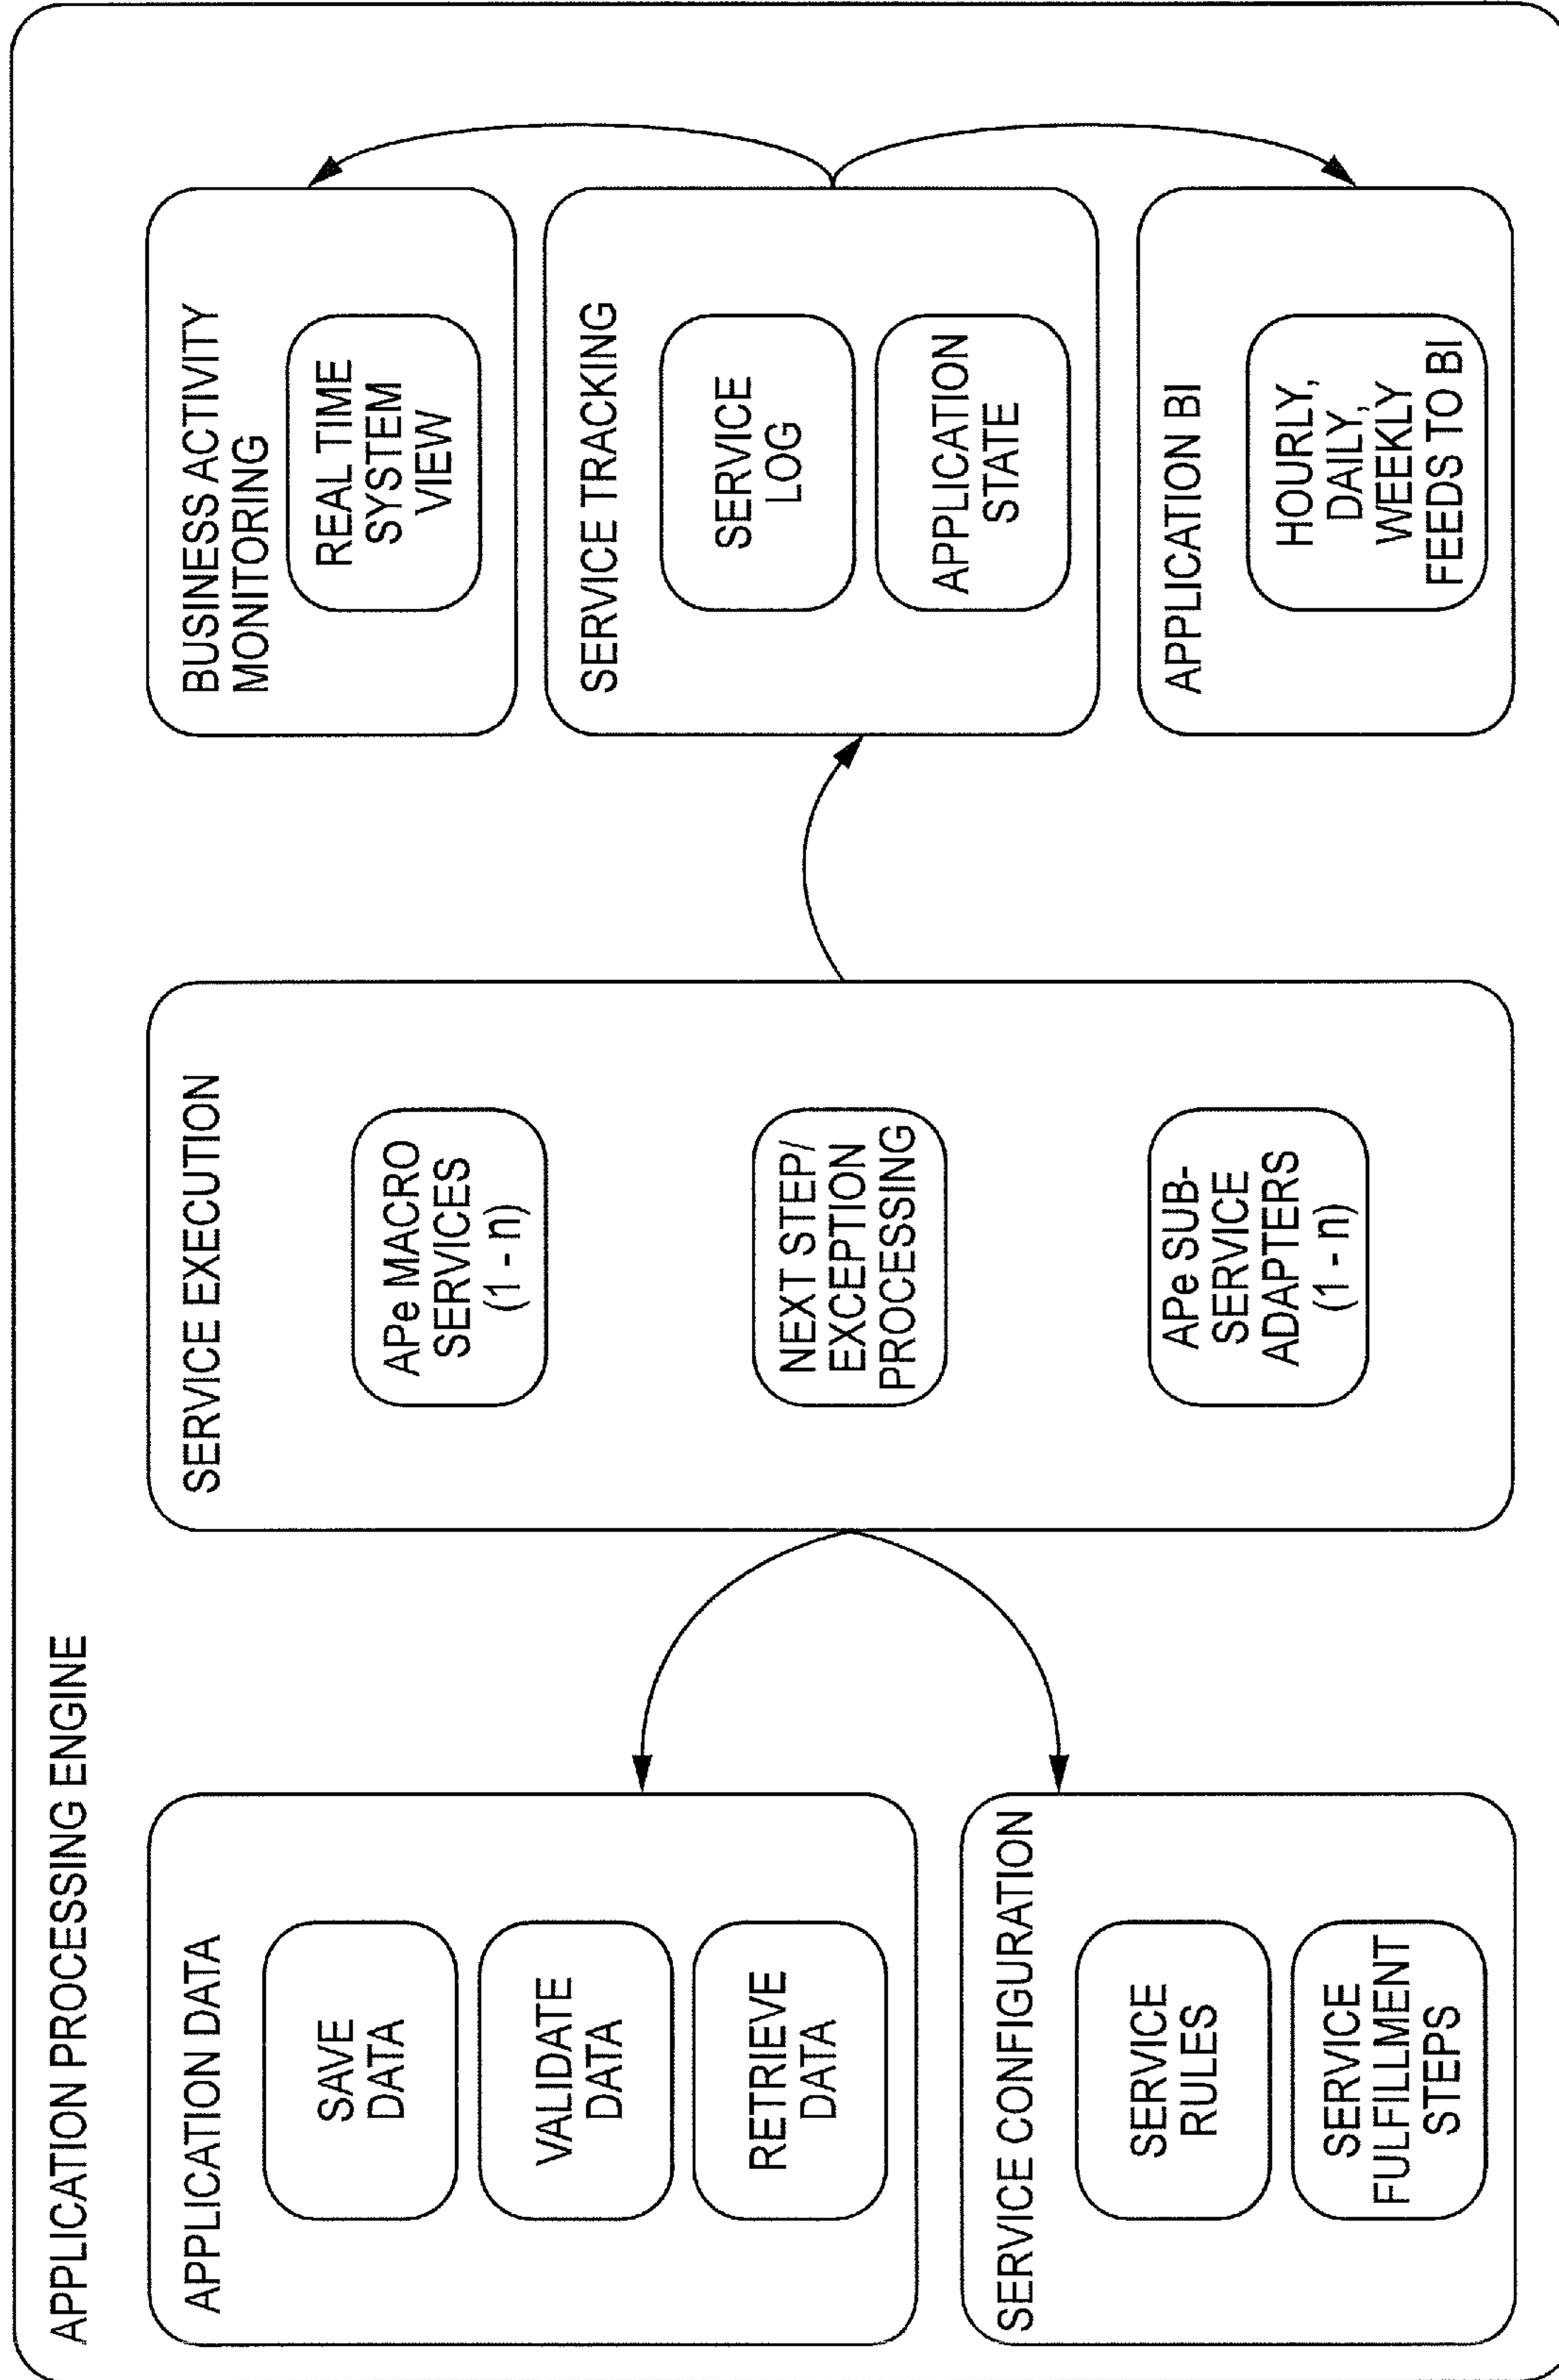 APPLICATION PROCESSING ENGINE
APPLICATION DATA
SAVE
DATA
VALIDATE
DATA
RETRIEVE
DATA
SERVICE CONFIGURATION
SERVICE
RULES
SERVICE
FULFILLMENT
STEPS
SERVICE EXECUTION
APe MACRO
SERVICES
(1 - n)
NEXT STEP/
EXCEPTION
PROCESSING
APe SUB-
SERVICE
ADAPTERS
(1 - n)
BUSINESS ACTIVITY
MONITORING
REAL TIME
SYSTEM
VIEW
SERVICE TRACKING
SERVICE
LOG
APPLICATION
STATE
APPLICATION BI
HOURLY,
DAILY,
WEEKLY
FEEDS TO BI